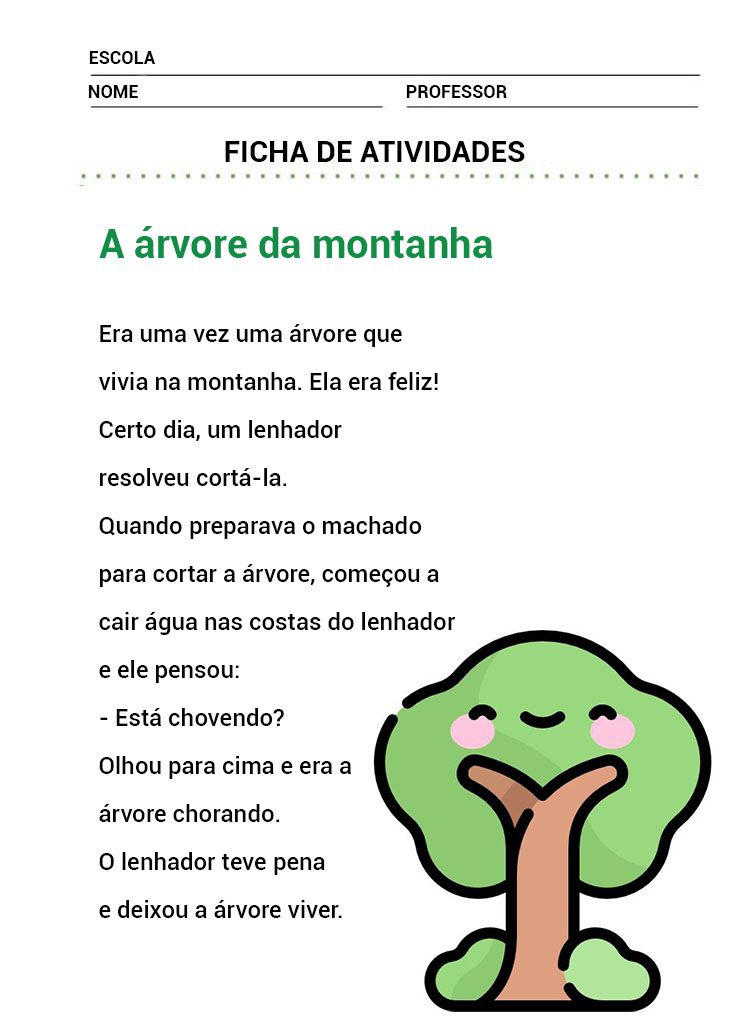 ESCOLA
NOME PROFESSOR
FICHA DE ATIVIDADES
A árvore da montanha
Era uma vez uma árvore que
vivia na montanha. Ela era feliz!
Certo dia, um lenhador
resolveu cortá-la.
Quando preparava o machado
para cortar a árvore, começou a
cair água nas costas do lenhador
e ele pensou:
- Está chovendo?
Olhou para cima e era a
árvore chorando.
O lenhador teve pena
e deixou a árvore viver.